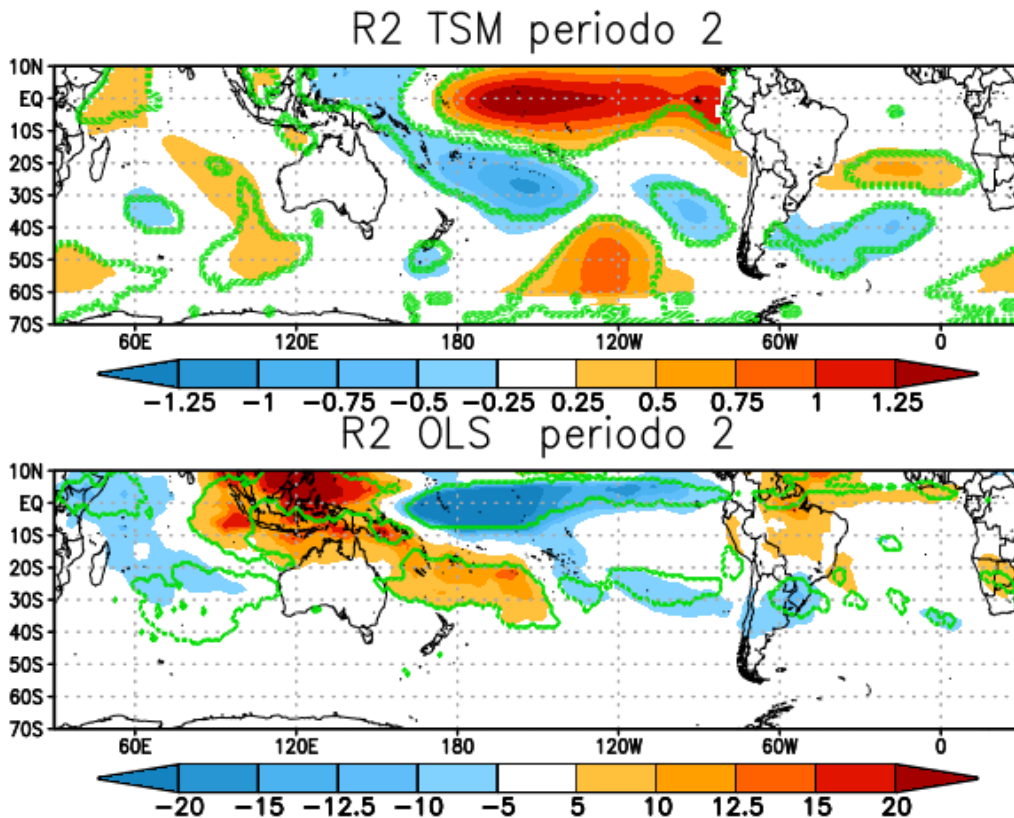 R2 TSM periodo 2
10N
EQ
10S
20S
30S
40S
50S
60S
70S
60E 120E 180 120W 60W 0
−1.25 −1 −0.75 −0.5 −0.25 0.25 0.5 0.75 1 1.25
R2 OLS periodo 2
10N
EQ
10S
20S
30S
40S
50S
60S
70S
60E 120E 180 120W 60W 0
−20 −15 −12.5 −10 −5 5 10 12.5 15 20